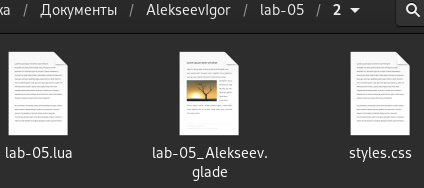 ка / Документы / AlekseevIgor / lab-05 / 2
lab-05.lua
lab-05_Alekseev.
glade
styles.css